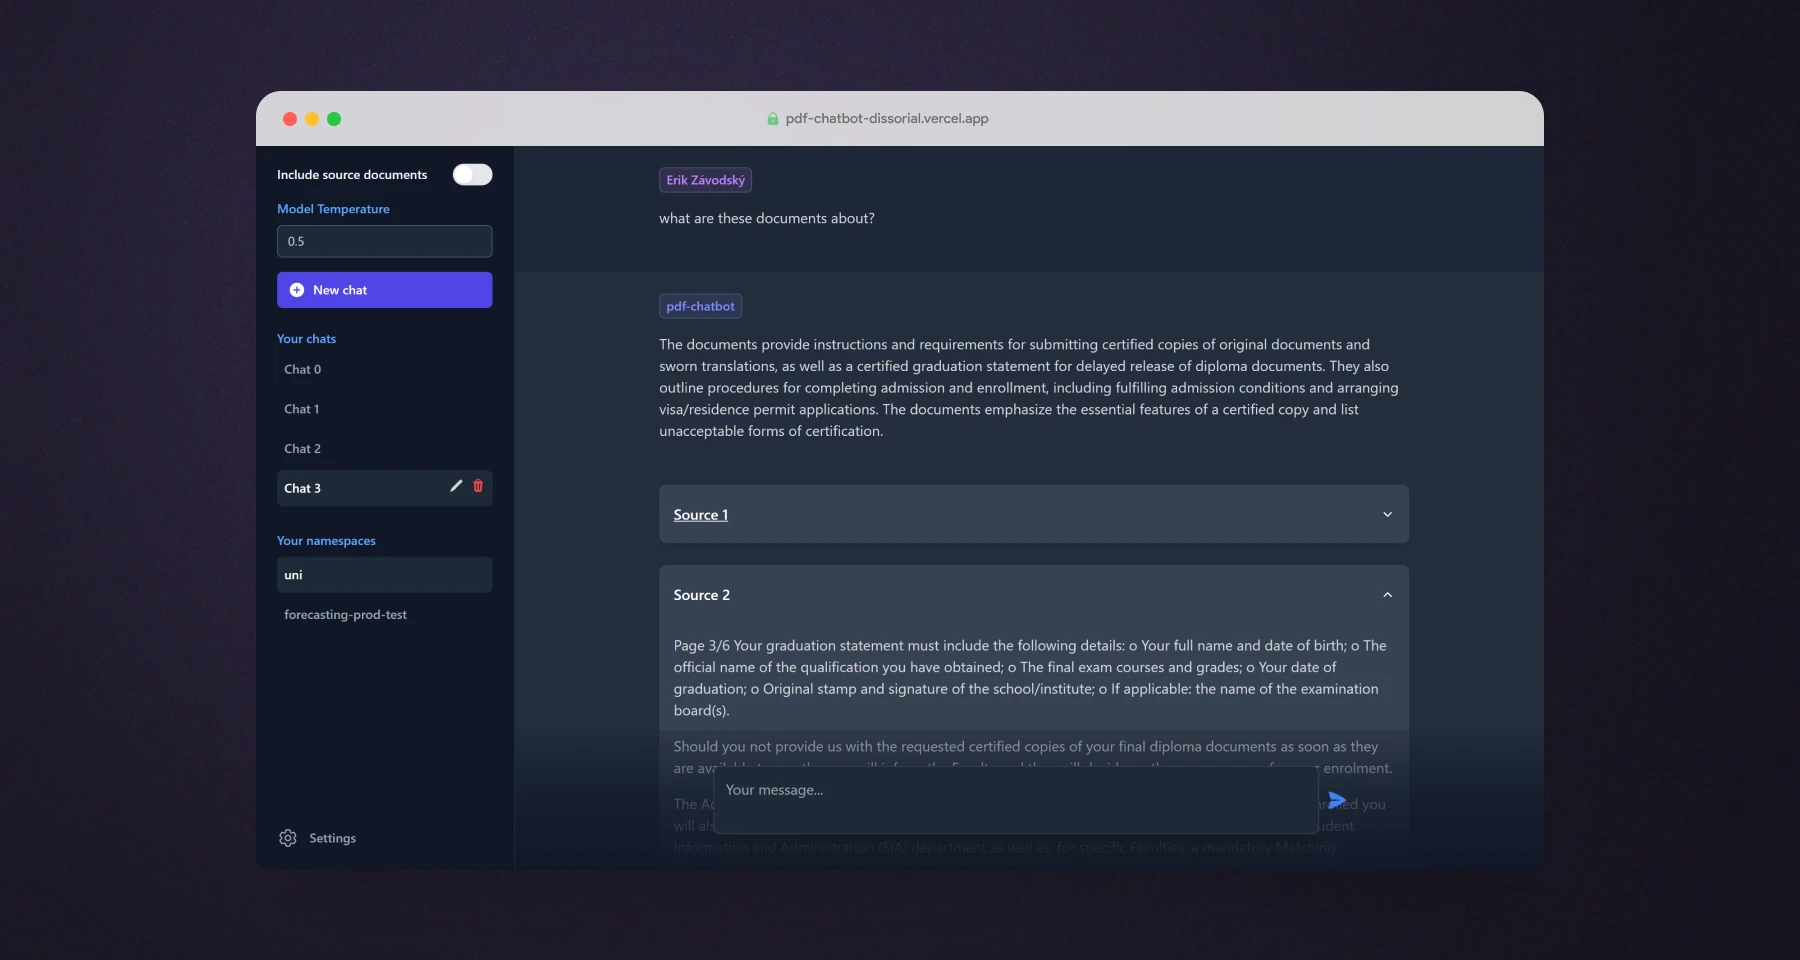 pdf-chatbot-dissorial.vercel.app
Include source documents
Model Temperature
0.5
New chat
Your chats
Chat 0
Chat 1
Chat 2
Chat 3
Your namespaces
uni
forecasting-prod-test
Settings
Erik Závodský
what are these documents about?
pdf-chatbot
The documents provide instructions and requirements for submitting certified copies of original documents and
sworn translations, as well as a certified graduation statement for delayed release of diploma documents. They also
outline procedures for completing admission and enrollment, including fulfilling admission conditions and arranging
visa/residence permit applications. The documents emphasize the essential features of a certified copy and list
unacceptable forms of certification.
Source 1
Source 2
Page 3/6 Your graduation statement must include the following details: o Your full name and date of birth; o The
official name of the qualification you have obtained; o The final exam courses and grades; o Your date of
graduation; o Original stamp and signature of the school/institute; o If applicable: the name of the examination
board(s).
Should you not provide us with the requested certified copies of your final diploma documents as soon as they
are enrolment.
Your message...
The you
will
Information and Administration (SIA) department as well as, for specific Faculties, a mandatory Matching